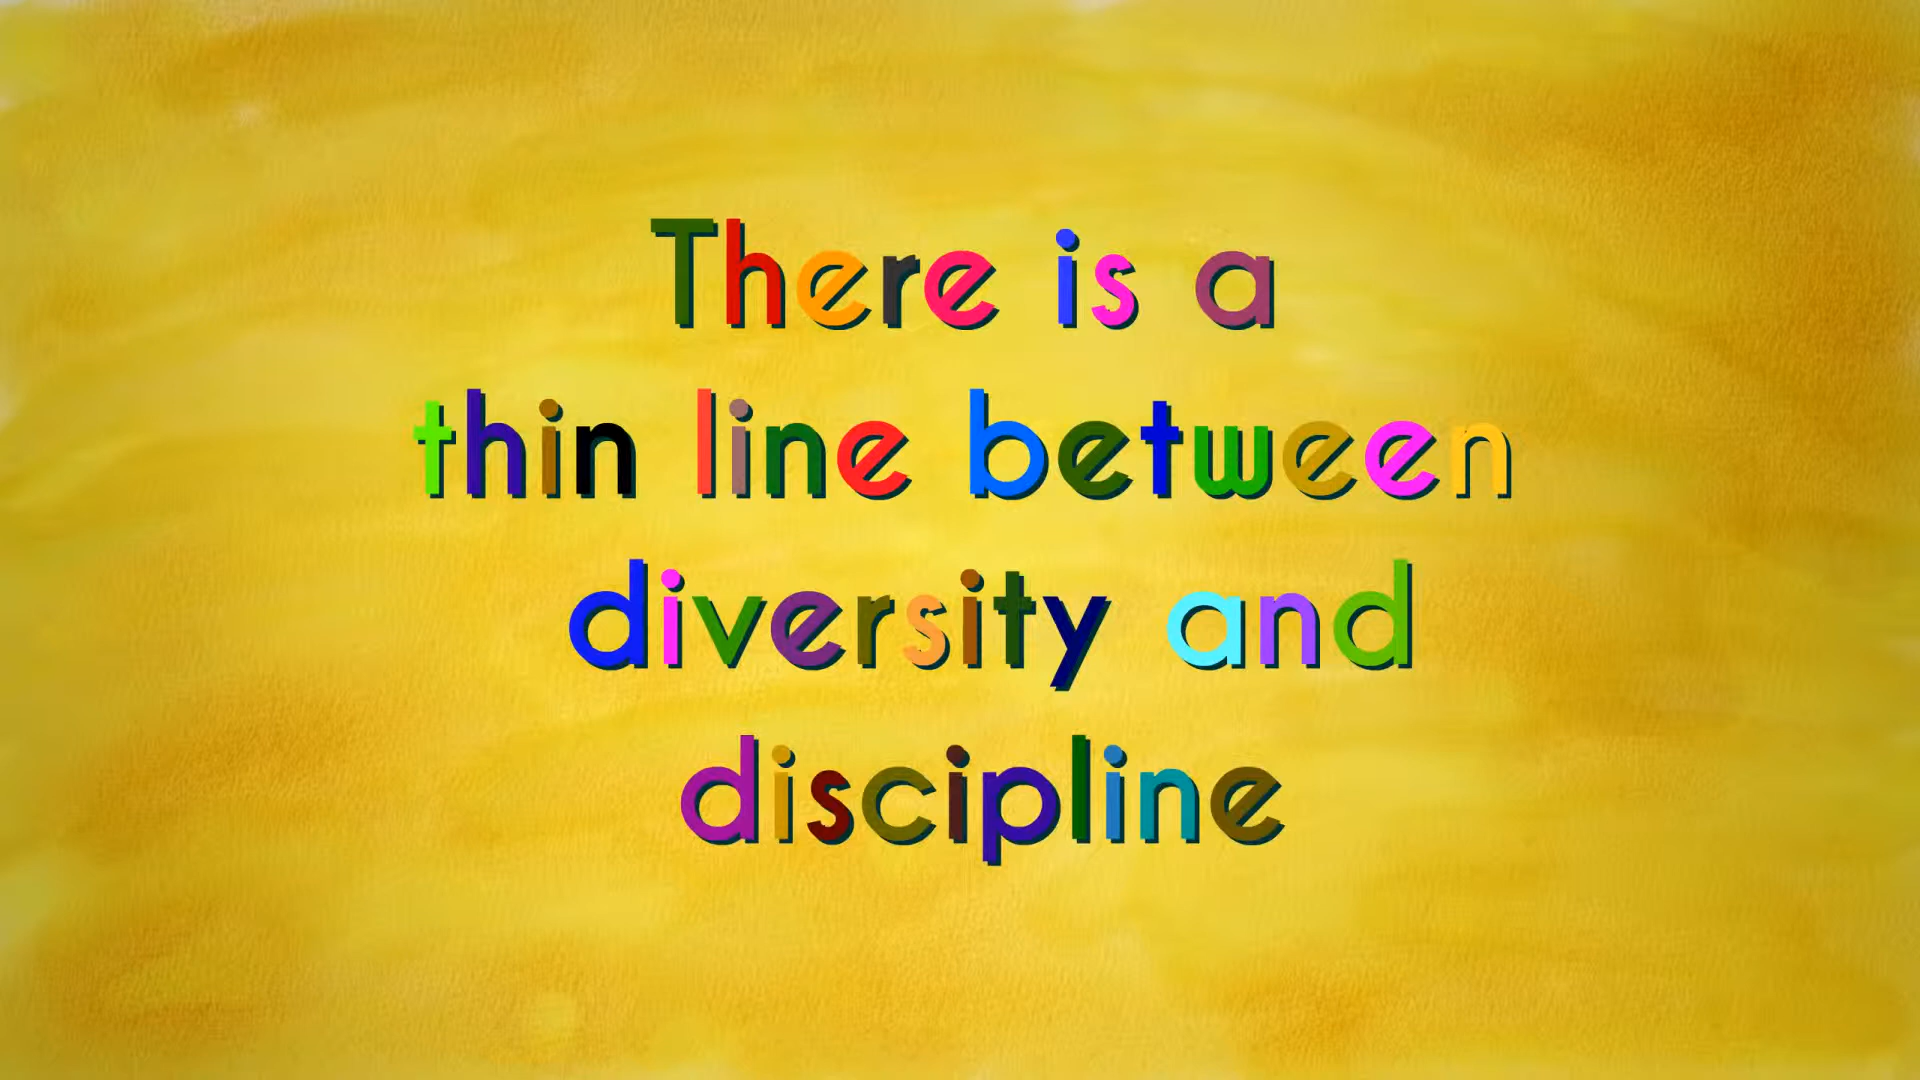 There is a
thin line between
diversity and
discipline